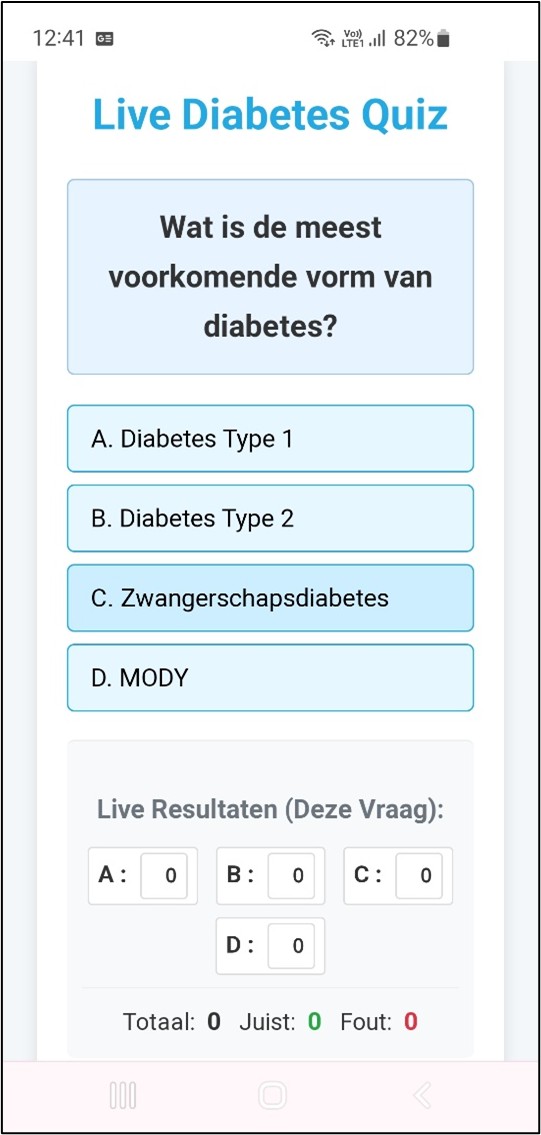 12:41 GE Vo)) LTE1 82%
Live Diabetes Quiz
Wat is de meest
voorkomende vorm van
diabetes?
A. Diabetes Type 1
B. Diabetes Type 2
C. Zwangerschapsdiabetes
D. MODY
Live Resultaten (Deze Vraag):
A: 0 B: 0 C: 0
D: 0
Totaal: 0 Juist: 0 Fout: 0